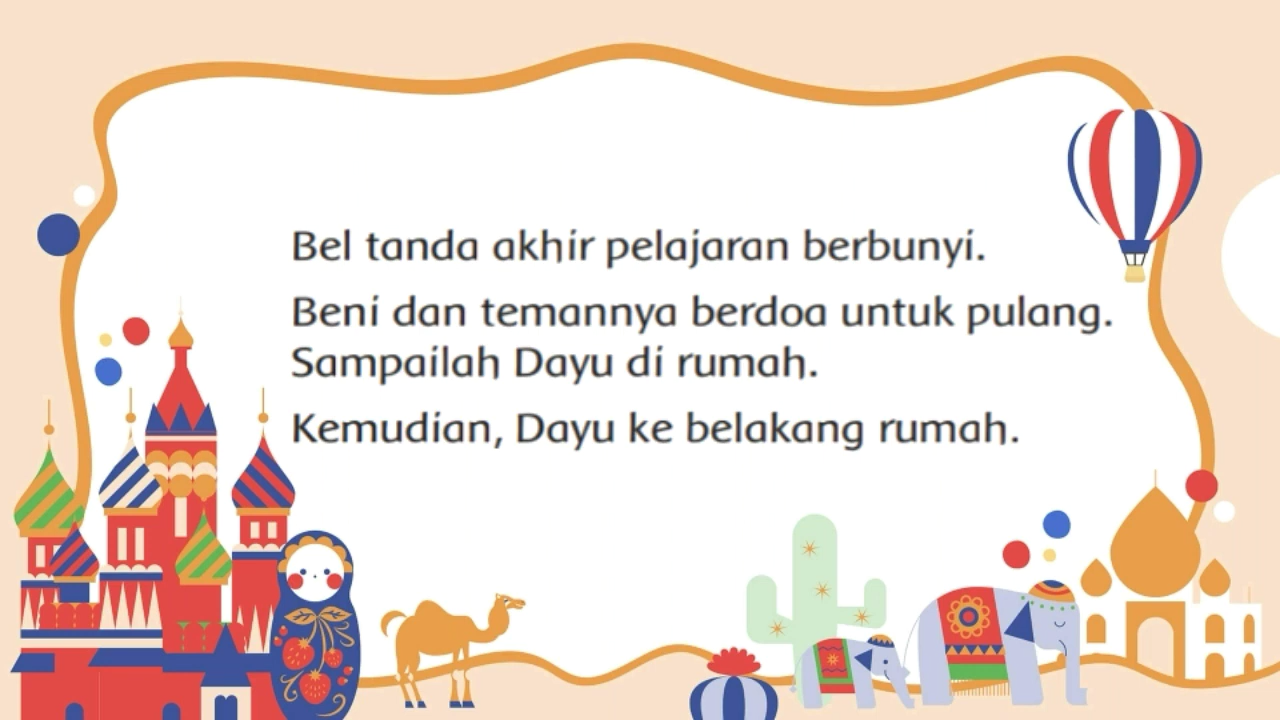 Bel tanda akhir pelajaran berbunyi.
Beni dan temannya berdoa untuk pulang.
Sampailah Dayu di rumah.
Kemudian, Dayu ke belakang rumah.